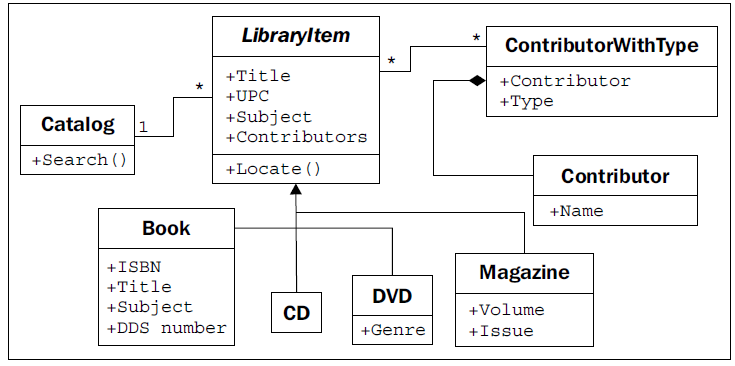 LibraryItem
+Title
+UPC
+Subject
+Contributors
+Locate()
*
*
*
1
ContributorWithType
+Contributor
+Type
Catalog
+Search()
Contributor
+Name
Book
+ISBN
+Title
+Subject
+DDS number
CD
DVD
+Genre
Magazine
+Volume
+Issue